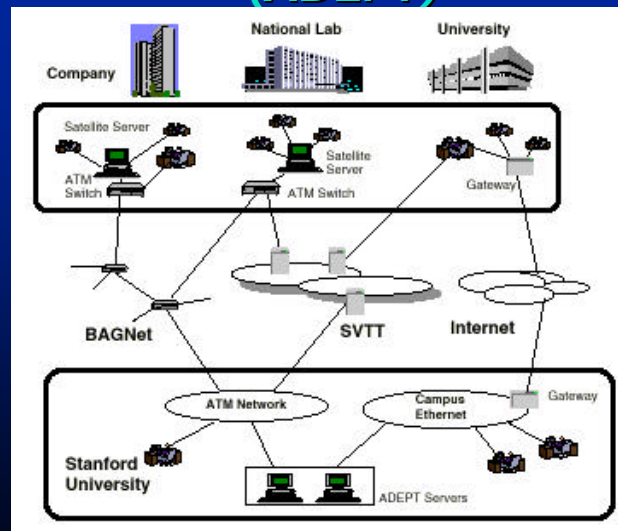 (ADEPT)
National Lab
University
Company
Satellite Server
ATM
Switch
Satellite
Server
ATM Switch
Gateway
BAGNet
SVTT
Internet
ATM Network
Campus
Ethernet
Gateway
Stanford
University
ADEPT Servers